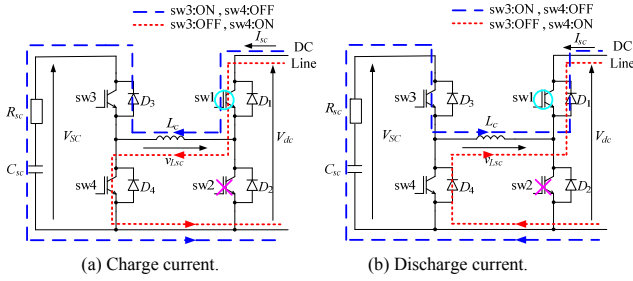 sw3:ON , sw4:OFF
sw3:OFF, sw4:ON
Isc
DC
Line
sw3
D3
sw1
D1
Rsc
VSC
Lc
Vdc
vLsc
Csc
sw4
D4
sw2
D2
(a) Charge current.
sw3:ON , sw4:OFF
sw3:OFF, sw4:ON
Isc
DC
Line
sw3
D3
sw1
D1
Rsc
VSC
Lc
Vdc
vLsc
Csc
sw4
D4
sw2
D2
(b) Discharge current.